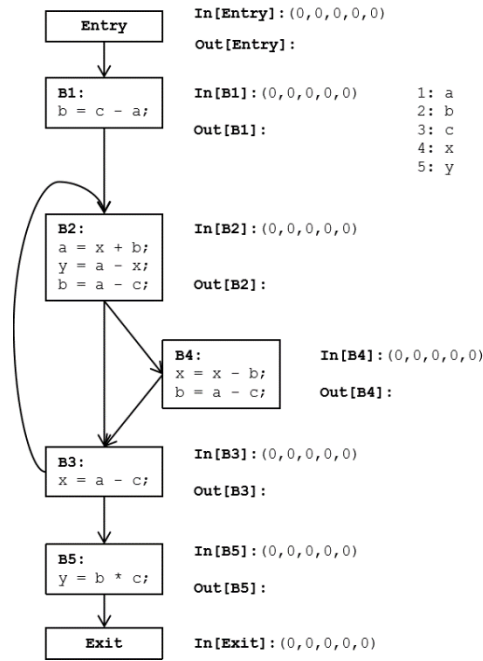 Entry
In[Entry]:(0,0,0,0,0)
Out[Entry]:
B1:
b = c - a;
In[B1]:(0,0,0,0,0)
Out[B1]:
1: a
2: b
3: c
4: x
5: y
B2:
a = x + b;
y = a - x;
b = a - c;
In[B2]:(0,0,0,0,0)
Out[B2]:
B4:
x = x - b;
b = a - c;
In[B4]:(0,0,0,0,0)
Out[B4]:
B3:
x = a - c;
In[B3]:(0,0,0,0,0)
Out[B3]:
B5:
y = b * c;
In[B5]:(0,0,0,0,0)
Out[B5]:
Exit
In[Exit]:(0,0,0,0,0)